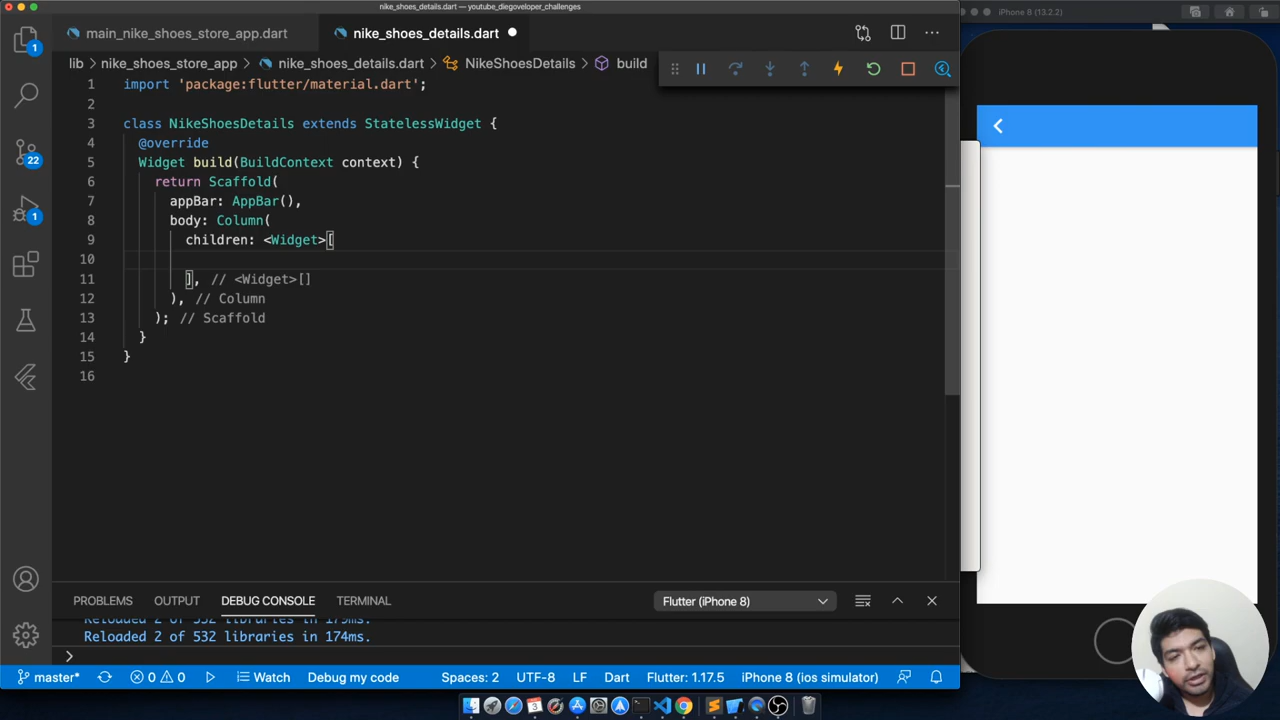 nike_shoes_details.dart — youtube_diegoveloper_challenges
iPhone 8 (13.2.2)
main_nike_shoes_store_app.dart
nike_shoes_details.dart
lib > nike_shoes_store_app > nike_shoes_details.dart > NikeShoesDetails > build
1 import 'package:flutter/material.dart';
2
3 class NikeShoesDetails extends StatelessWidget {
4 @override
5 Widget build(BuildContext context) {
6 return Scaffold(
7 appBar: AppBar(),
8 body: Column(
9 children: <Widget>[
10
11 ], // <Widget>[]
12 ), // Column
13 ); // Scaffold
14 }
15 }
16
1
22
1
PROBLEMS OUTPUT DEBUG CONSOLE TERMINAL Flutter (iPhone 8)
Reloaded 2 of 532 libraries in 179ms.
Reloaded 2 of 532 libraries in 174ms.
>
master* 0 0 Watch Debug my code Spaces: 2 UTF-8 LF Dart Flutter: 1.17.5 iPhone 8 (ios simulator)
3